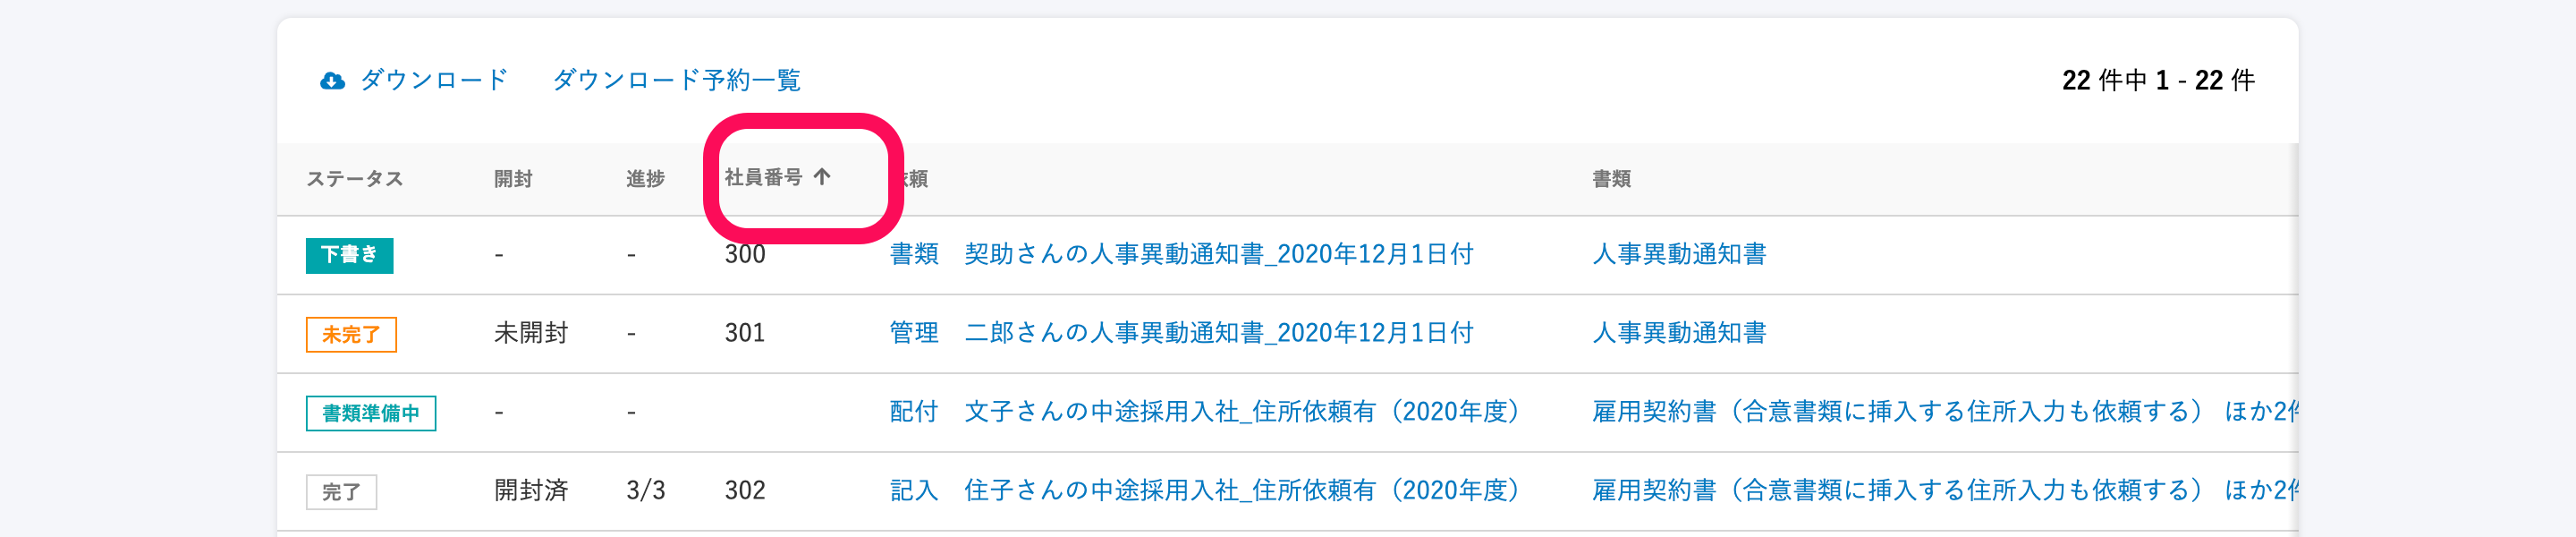 ダウンロード ダウンロード予約一覧 22 件中 1 - 22 件
ステータス 開封 進捗 社員番号 ↑ 依頼 書類
下書き - - 300 書類　契助さんの人事異動通知書_2020年12月1日付 人事異動通知書
未完了 未開封 - 301 管理　二郎さんの人事異動通知書_2020年12月1日付 人事異動通知書
書類準備中 - - 配付　文子さんの中途採用入社_住所依頼有（2020年度） 雇用契約書（合意書類に挿入する住所入力も依頼する） ほか2件
完了 開封済 3/3 302 記入　住子さんの中途採用入社_住所依頼有（2020年度） 雇用契約書（合意書類に挿入する住所入力も依頼する） ほか2件